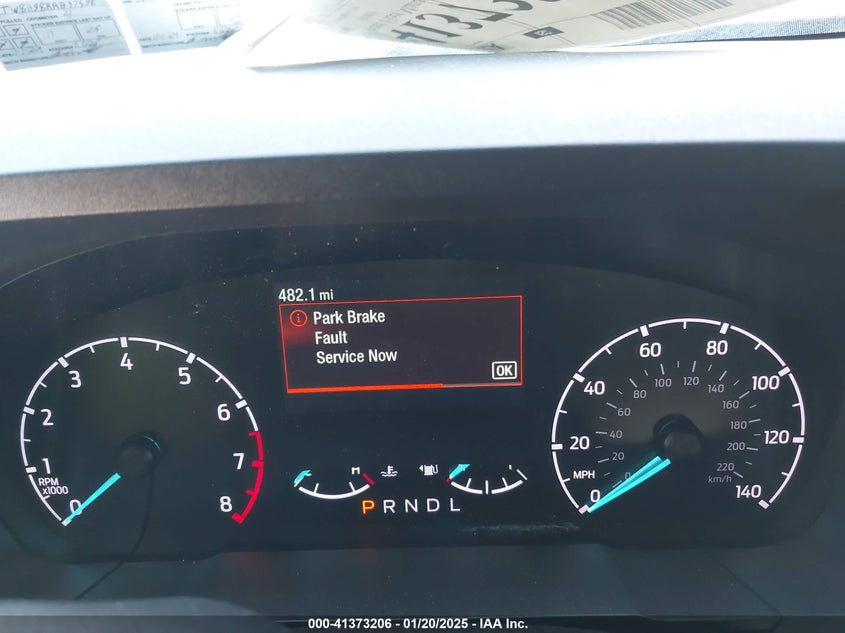 482.1 mi
Park Brake
Fault
Service Now
OK
0 1 2 3 4 5 6 7 8
RPM
x1000
H
P R N D L
0 20 40 60 80 100 120 140
MPH
0 20 40 60 80 100 120 140 160 180 200 220
km/h
000-41373206 - 01/20/2025 - IAA Inc.